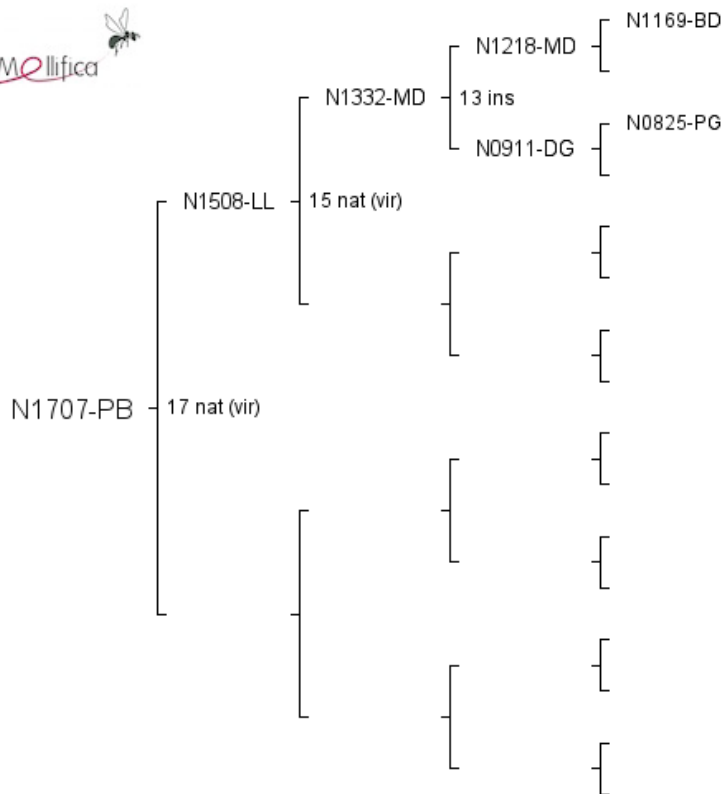 Mellifica
N1169-BD
N1218-MD
N1332-MD
13 ins
N0825-PG
N0911-DG
N1508-LL
15 nat (vir)
N1707-PB
17 nat (vir)